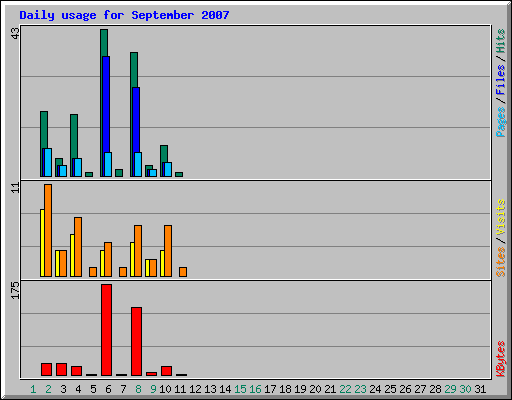 Daily usage for September 2007
43
Pages / Files / Hits
11
Sites / Visits
175
KBytes
1 2 3 4 5 6 7 8 9 10 11 12 13 14 15 16 17 18 19 20 21 22 23 24 25 26 27 28 29 30 31